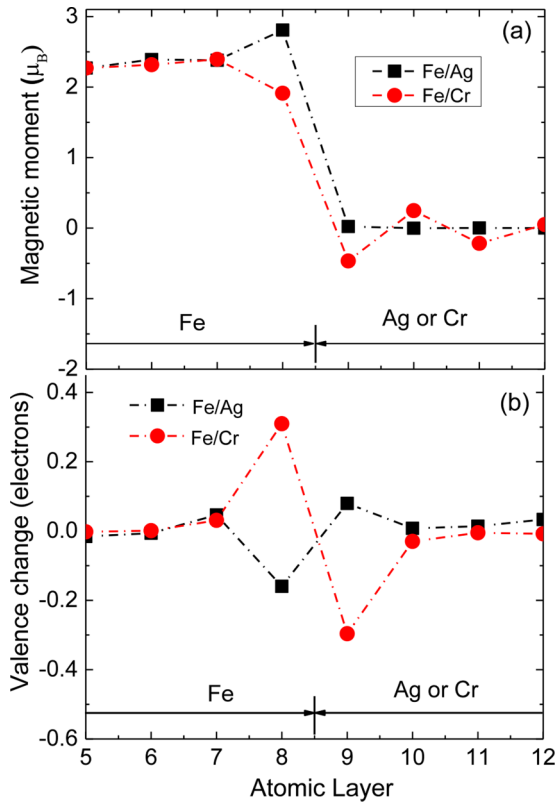 (a)
Magnetic moment (μB)
3
2
1
0
-1
-2
Fe/Ag
Fe/Cr
Fe
Ag or Cr
(b)
Valence change (electrons)
0.4
0.2
0.0
-0.2
-0.4
-0.6
Fe/Ag
Fe/Cr
Fe
Ag or Cr
5 6 7 8 9 10 11 12
Atomic Layer